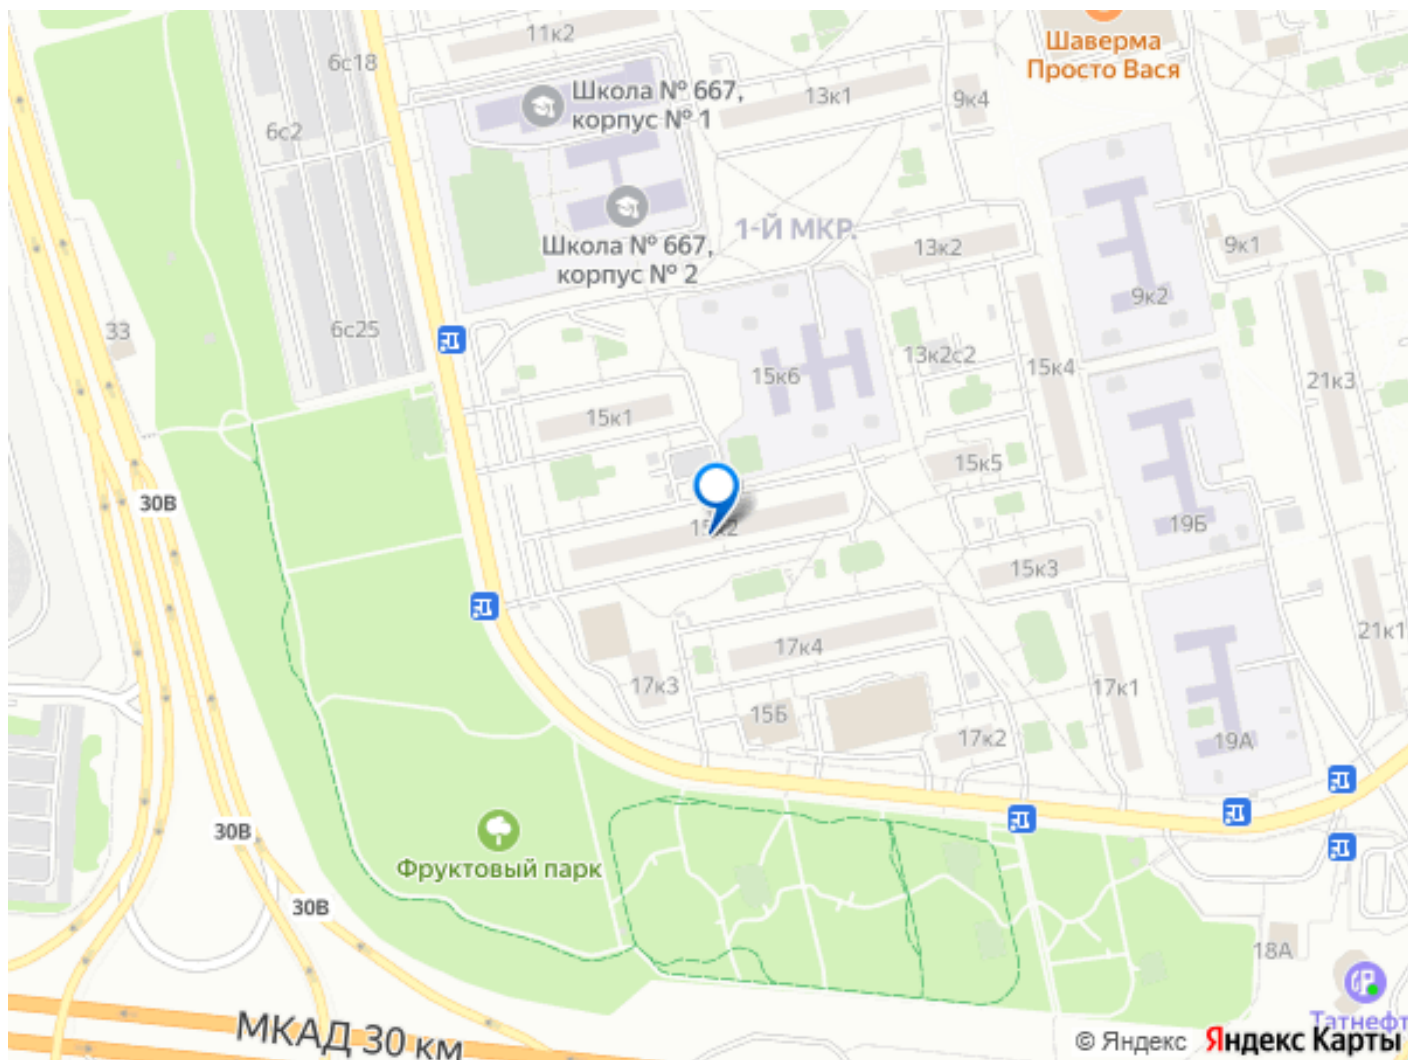 11к2
Шаверма
Просто Вася
6с18
Школа № 667,
корпус № 1
13к1
9к4
6с2
Школа № 667,
корпус № 2
1-Й МКР.
13к2
9к1
9к2
33
6с25
13к2с2
15к6
15к4
21к3
15к1
15к5
30В
15к2
19Б
15к3
17к4
21к1
17к3
17к1
15Б
17к2
19А
30В
Фруктовый парк
30В
18А
МКАД 30 км
Татнефт
© Яндекс Яндекс Карты